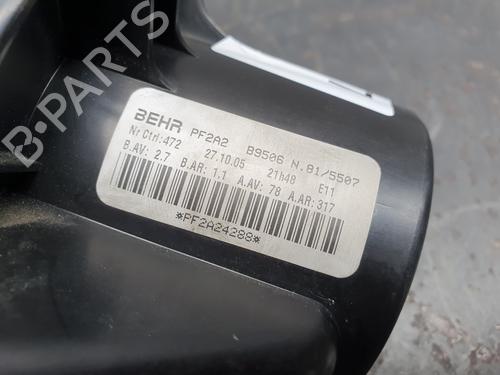 BEHR PF2A2 B9506 N.81/5507
Nr Ctrl:472 27.10.05 21h48 E11
B.AV: 2.7 B.AR: 1.1 A.AV: 78 A.AR:317
*PF2A24288*
B-PARTS